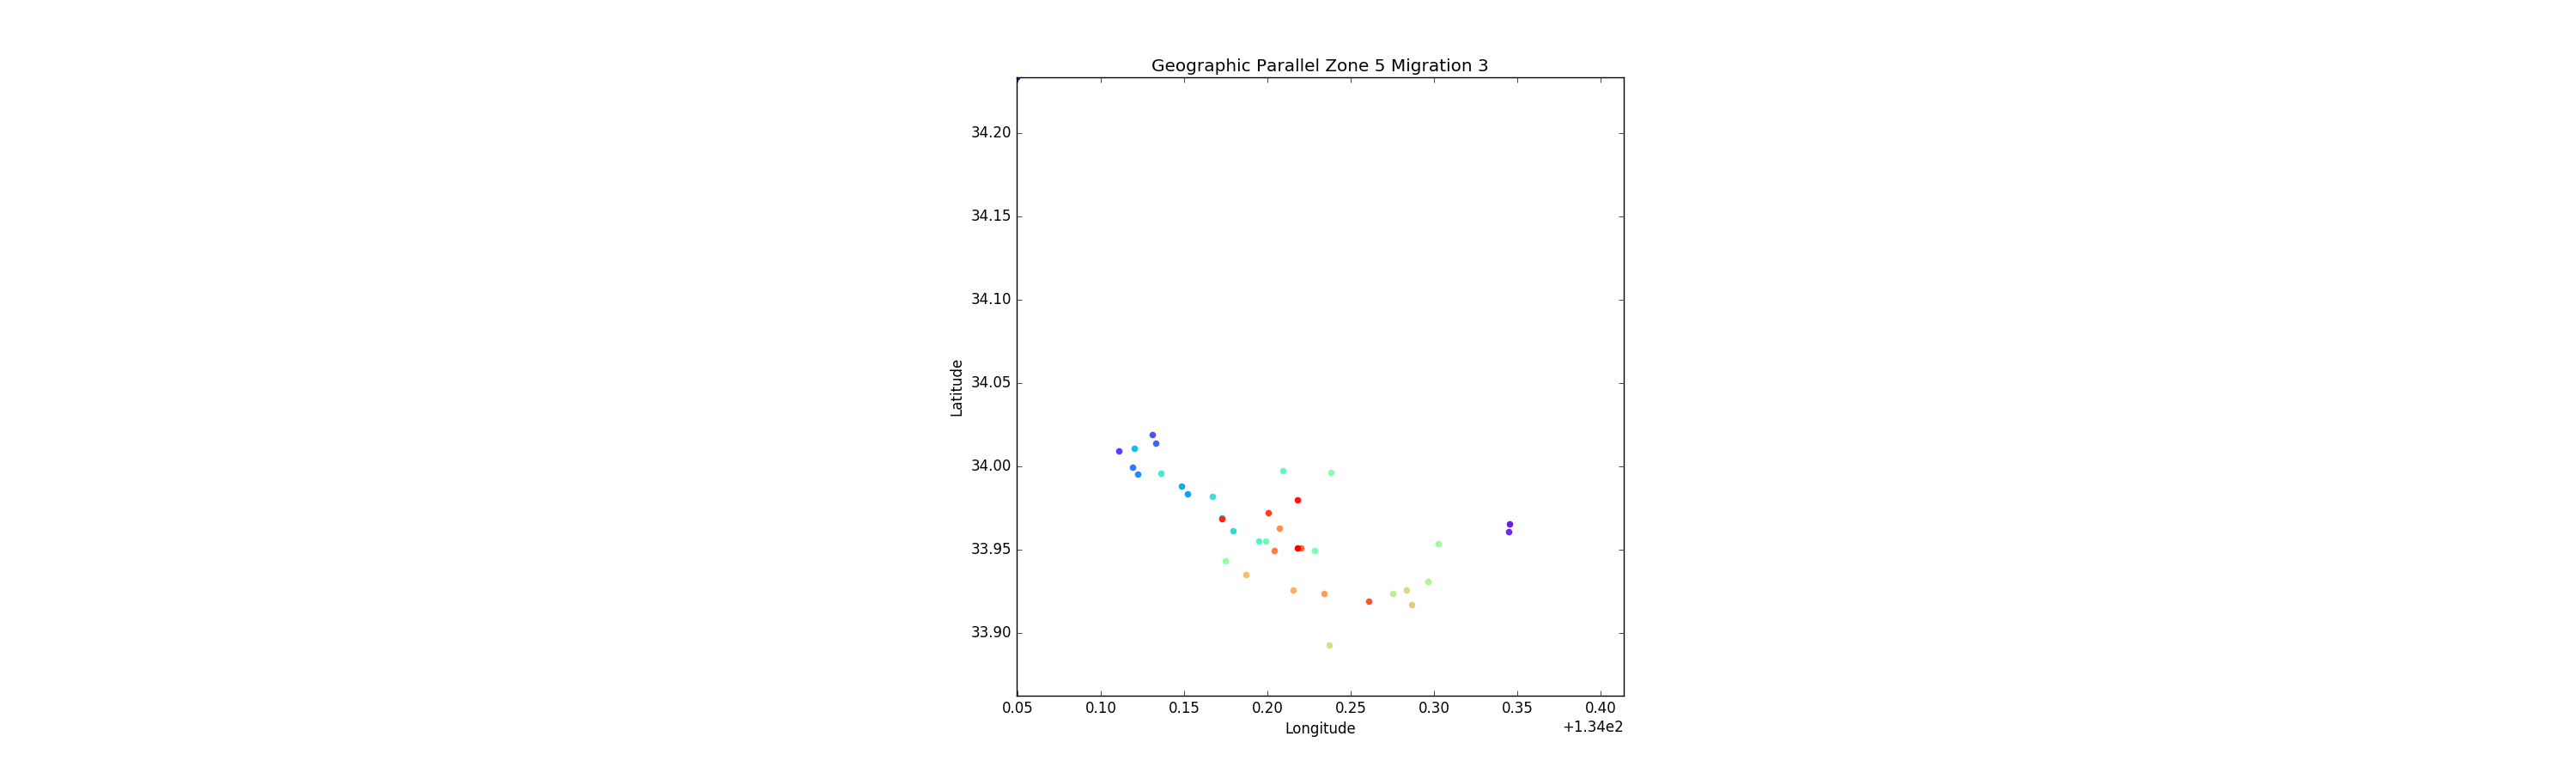 Geographic Parallel Zone 5 Migration 3
34.20
34.15
34.10
34.05
34.00
33.95
33.90
Latitude
0.05 0.10 0.15 0.20 0.25 0.30 0.35 0.40
+1.34e2
Longitude